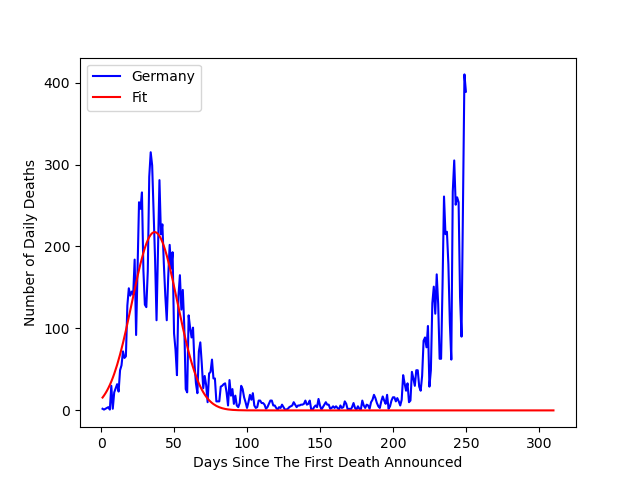 Germany
Fit
Number of Daily Deaths
400
300
200
100
0
0 50 100 150 200 250 300
Days Since The First Death Announced